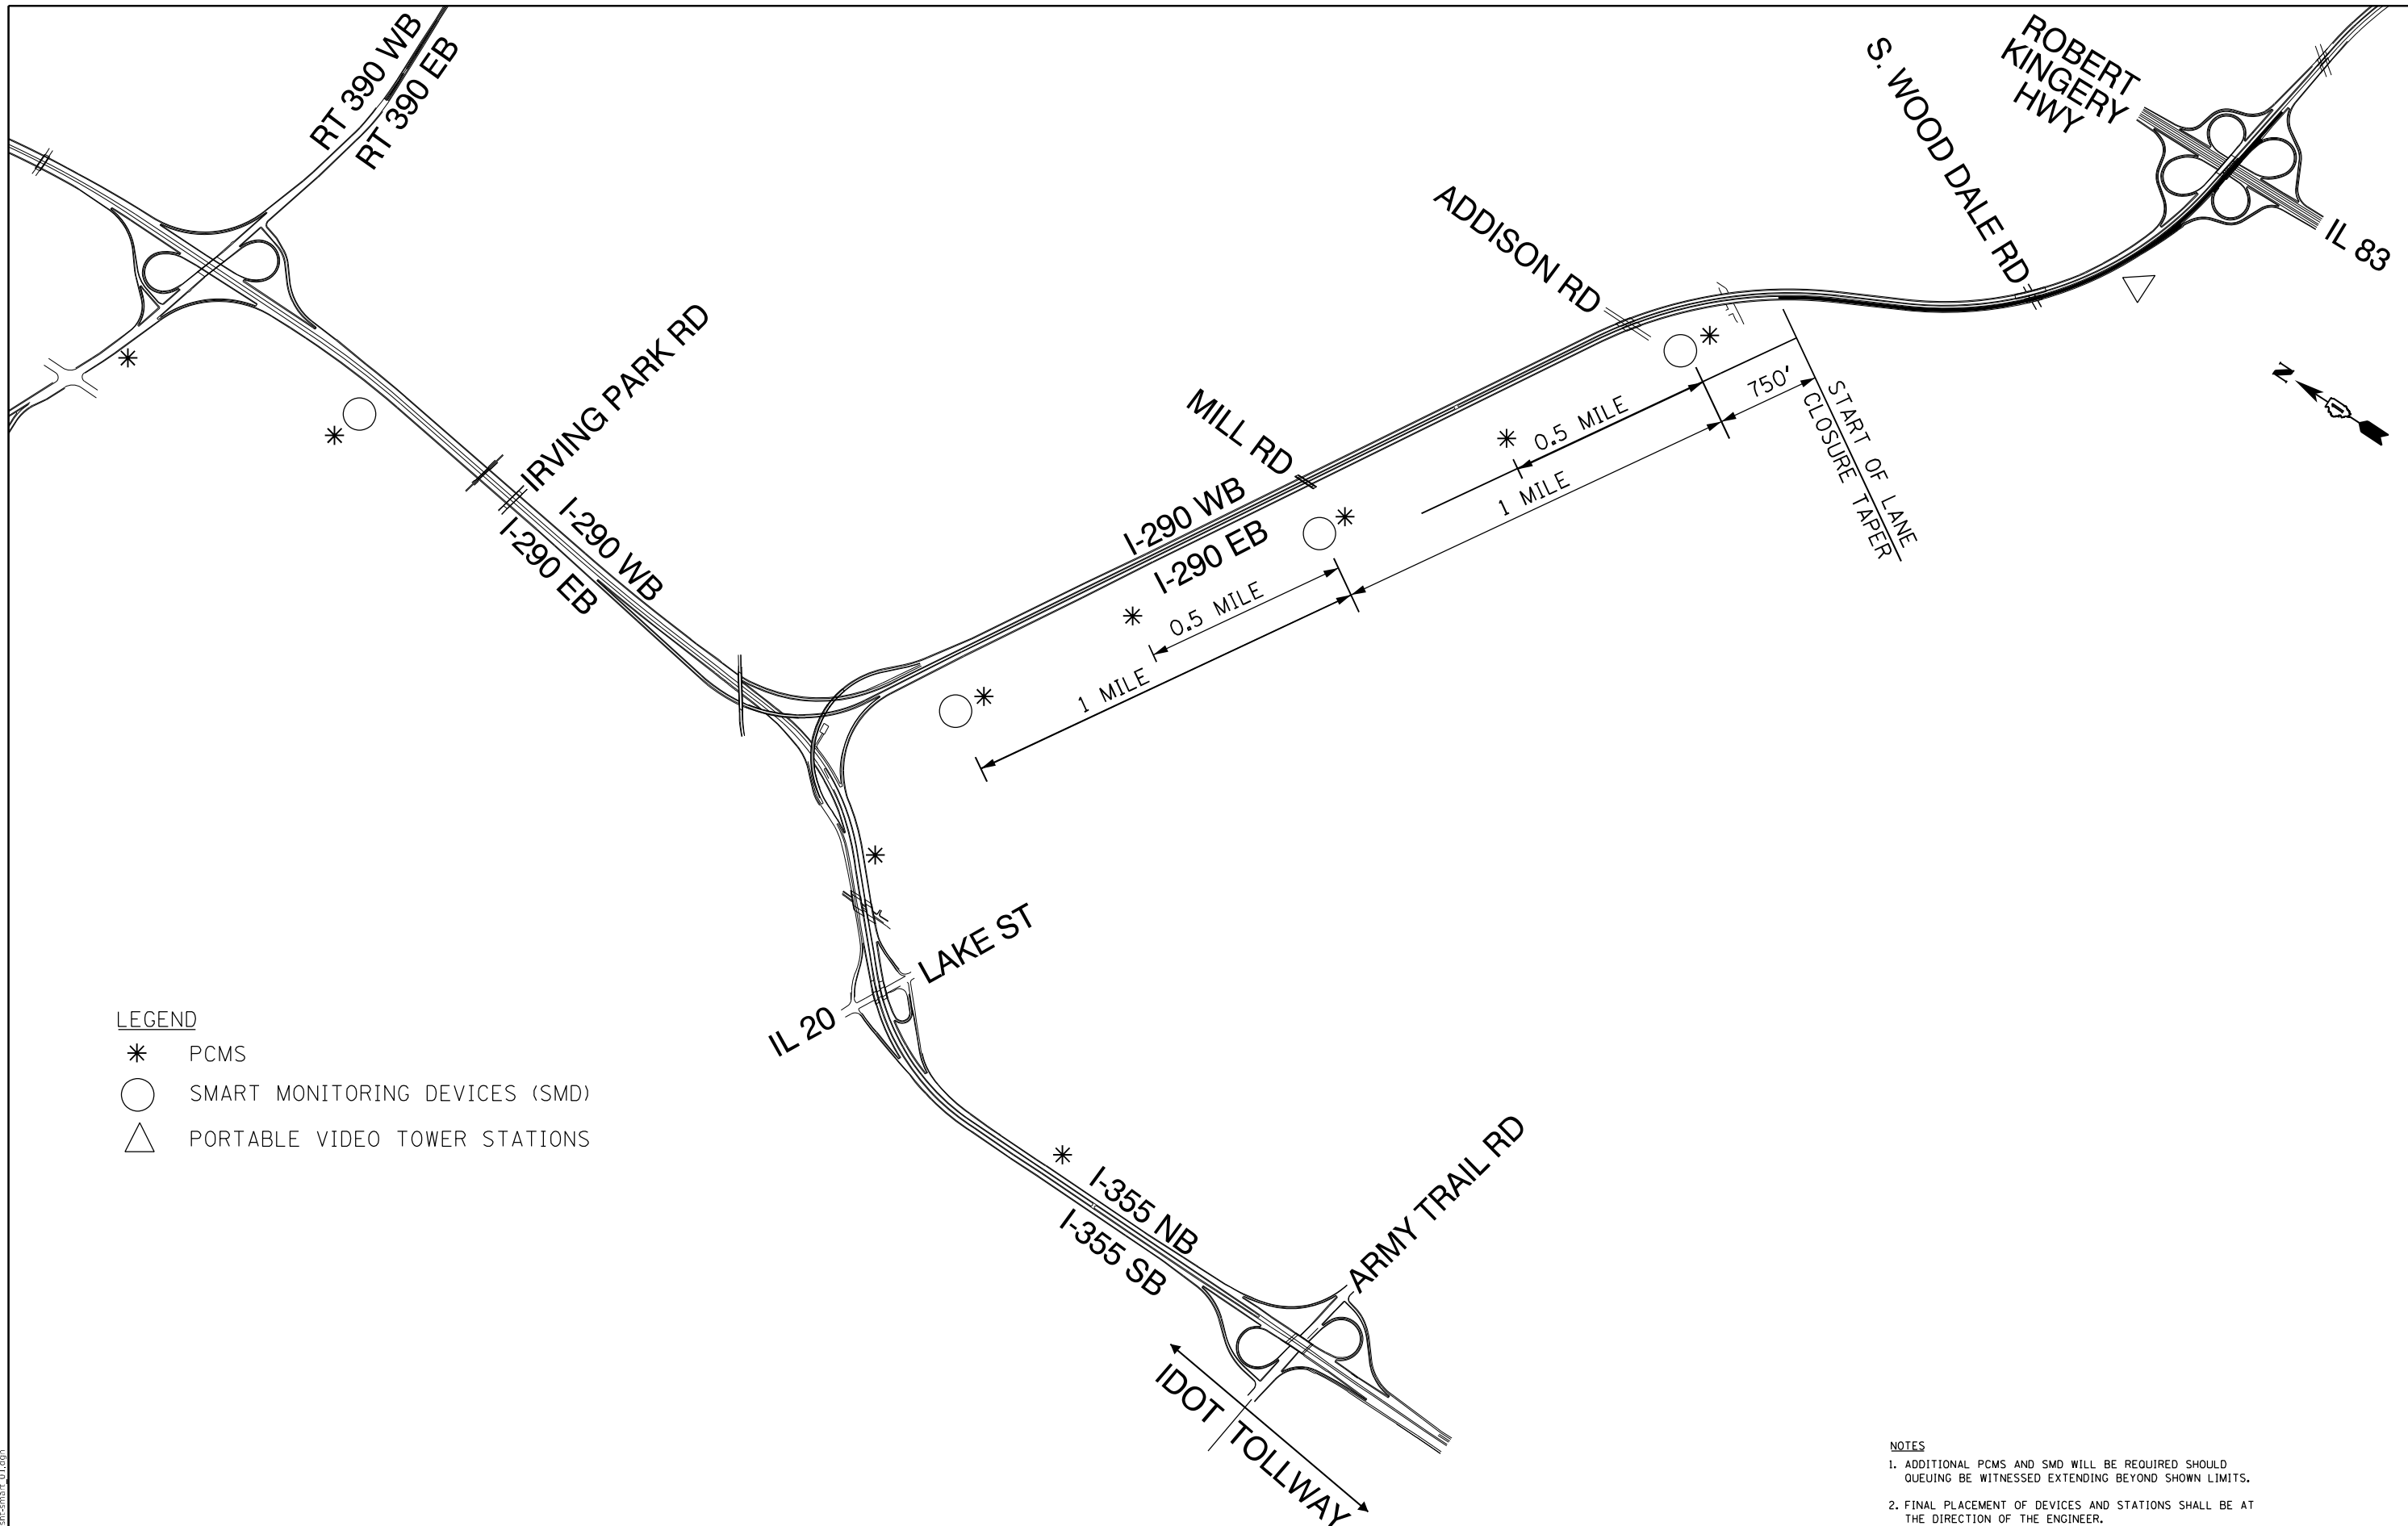 RT 390 WB
RT 390 EB
ROBERT
KINGERY
HWY
S. WOOD DALE RD
IL 83
ADDISON RD
N
IRVING PARK RD
MILL RD
750'
START OF LANE
CLOSURE TAPER
0.5 MILE
1 MILE
I-290 WB
I-290 EB
I-290 WB
I-290 EB
0.5 MILE
1 MILE
LAKE ST
IL 20
LEGEND
PCMS
SMART MONITORING DEVICES (SMD)
PORTABLE VIDEO TOWER STATIONS
I-355 NB
I-355 SB
ARMY TRAIL RD
IDOT TOLLWAY
NOTES
1. ADDITIONAL PCMS AND SMD WILL BE REQUIRED SHOULD
QUEUING BE WITNESSED EXTENDING BEYOND SHOWN LIMITS.
2. FINAL PLACEMENT OF DEVICES AND STATIONS SHALL BE AT
THE DIRECTION OF THE ENGINEER.